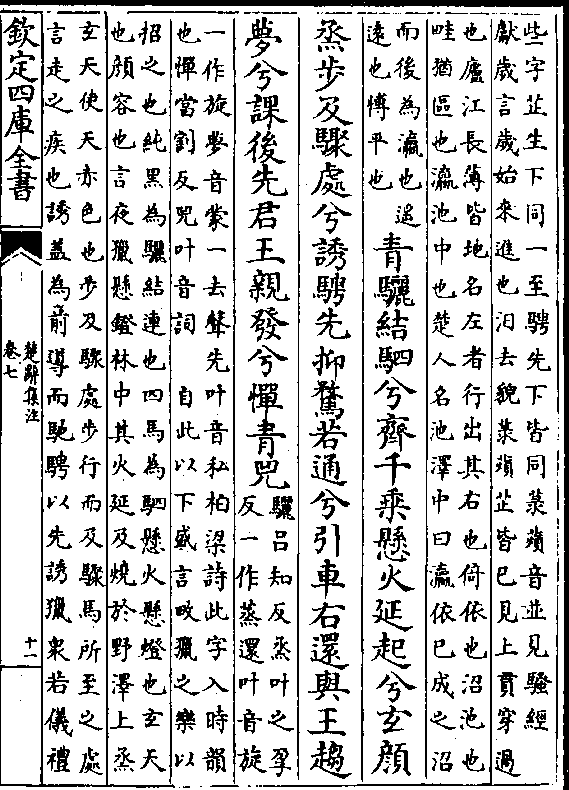 些字芷生下同一至騁先下皆同菉蘋音並見騷經
獻歲言歲始來進也汨去貌菉蘋芷皆已見上貫穿過
也廬江長薄皆地名左者行出其右也倚依也沼池也
畦猶區也瀛池中也楚人名池澤中曰瀛依已成之沼
而後為瀛也遥
遠也博平也
青驪結駟兮齊千乘懸火延起兮玄顔
烝步及驟處兮誘騁先抑騖若通兮引車右還與王趨
夢兮課後先君王親發兮憚青兕
驪吕知反烝叶之孕
反一作蒸還叶音旋
一作旋夢音蒙一去聲先叶音私柏梁詩此字入時韻
也憚當割反兕叶音詞 自此以下盛言畋獵之樂以
招之也純黒為驪結連也四馬為駟懸火懸燈也玄天
也顔容也言夜獵懸鐙林中其火延及燒於野澤上烝
玄天使天亦色也步及驟處步行而及驟馬所至之處
言走之疾也誘蓋為前導而馳騁以先誘獵衆若儀禮
欽定四庫全書
楚辭集注
卷七
十一